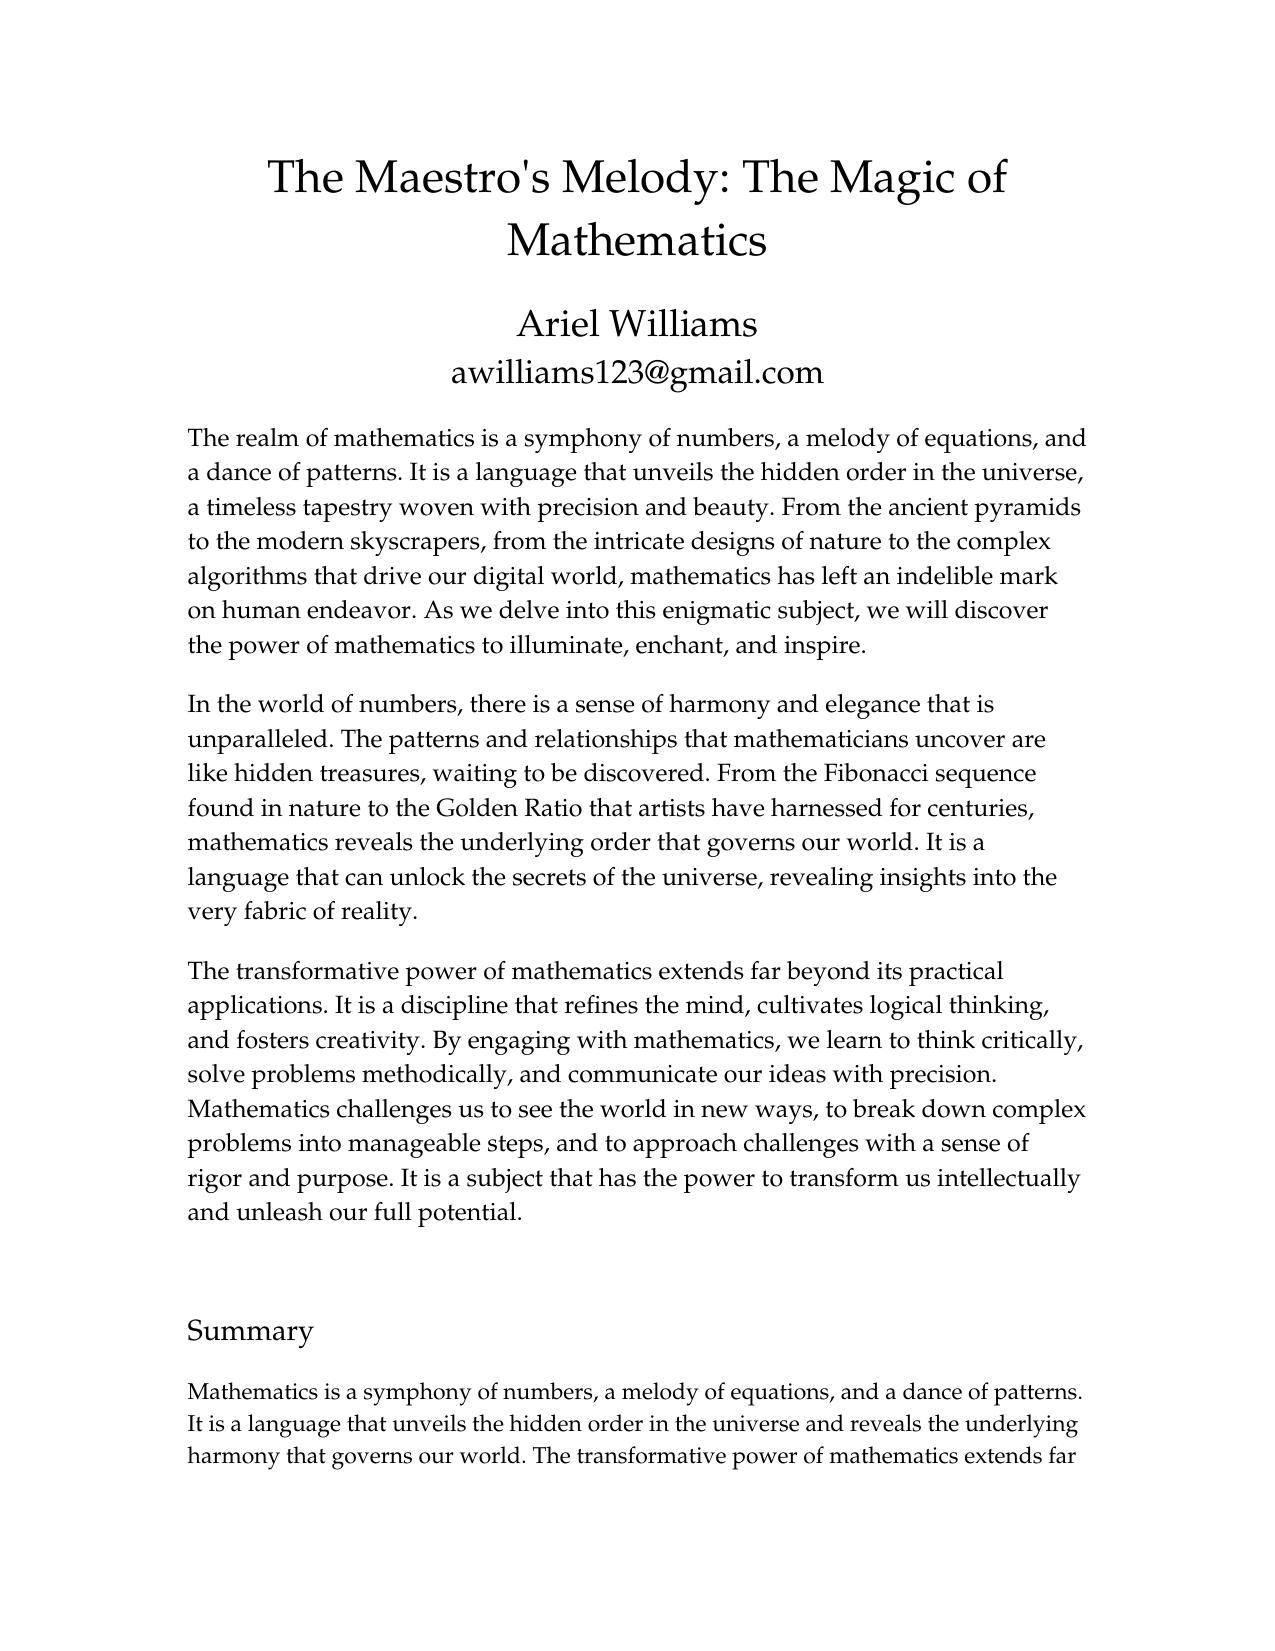 The Maestro's Melody: The Magic of
Mathematics
Ariel Williams
awilliams123@gmail.com
The realm of mathematics is a symphony of numbers, a melody of equations, and
a dance of patterns. It is a language that unveils the hidden order in the universe,
a timeless tapestry woven with precision and beauty. From the ancient pyramids
to the modern skyscrapers, from the intricate designs of nature to the complex
algorithms that drive our digital world, mathematics has left an indelible mark
on human endeavor. As we delve into this enigmatic subject, we will discover
the power of mathematics to illuminate, enchant, and inspire.
In the world of numbers, there is a sense of harmony and elegance that is
unparalleled. The patterns and relationships that mathematicians uncover are
like hidden treasures, waiting to be discovered. From the Fibonacci sequence
found in nature to the Golden Ratio that artists have harnessed for centuries,
mathematics reveals the underlying order that governs our world. It is a
language that can unlock the secrets of the universe, revealing insights into the
very fabric of reality.
The transformative power of mathematics extends far beyond its practical
applications. It is a discipline that refines the mind, cultivates logical thinking,
and fosters creativity. By engaging with mathematics, we learn to think critically,
solve problems methodically, and communicate our ideas with precision.
Mathematics challenges us to see the world in new ways, to break down complex
problems into manageable steps, and to approach challenges with a sense of
rigor and purpose. It is a subject that has the power to transform us intellectually
and unleash our full potential.
Summary
Mathematics is a symphony of numbers, a melody of equations, and a dance of patterns.
It is a language that unveils the hidden order in the universe and reveals the underlying
harmony that governs our world. The transformative power of mathematics extends far